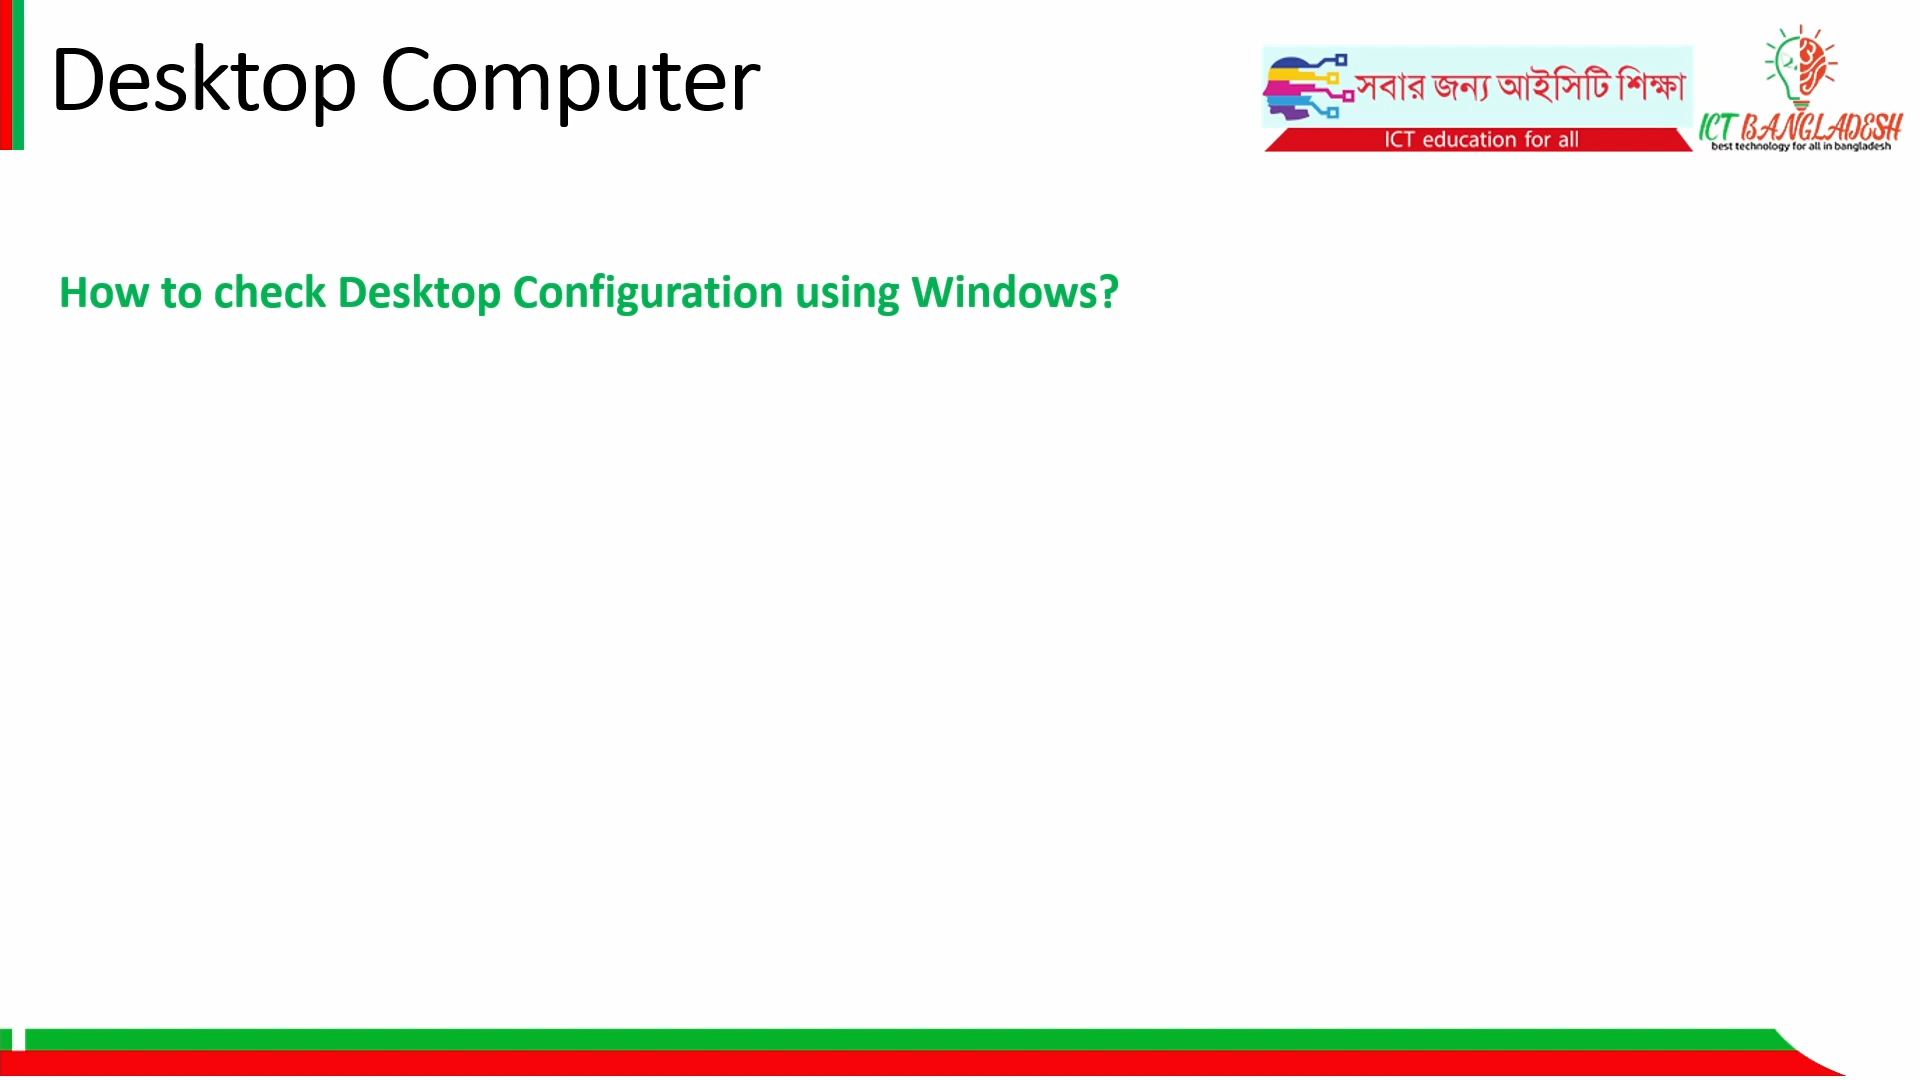 Desktop Computer
সবার জন্য আইসিটি শিক্ষা
ICT education for all
ICT BANGLADESH
best technology for all in bangladesh
How to check Desktop Configuration using Windows?